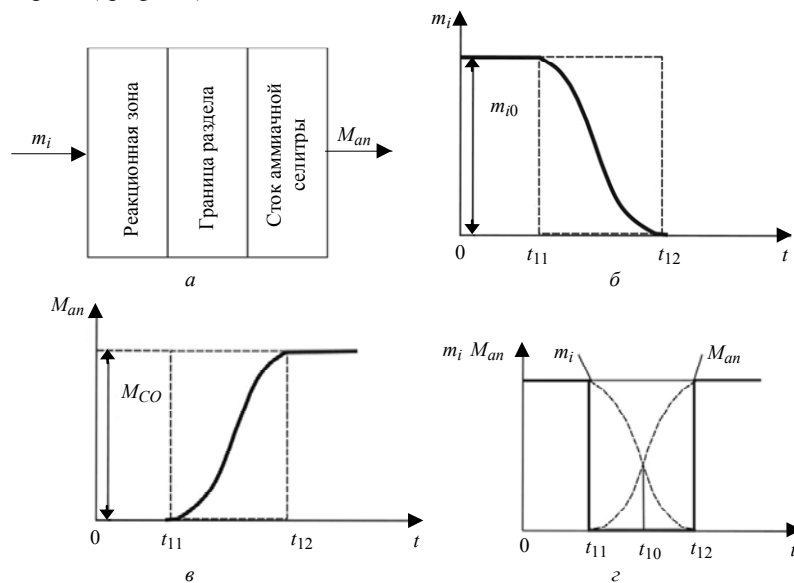 m_i
Реакционная зона
Граница раздела
Сток аммиачной
селитры
M_an
а
m_i
m_i0
0
t_11
t_12
t
б
M_an
M_CO
0
t_11
t_12
t
в
m_i M_an
m_i
M_an
0
t_11
t_10
t_12
г